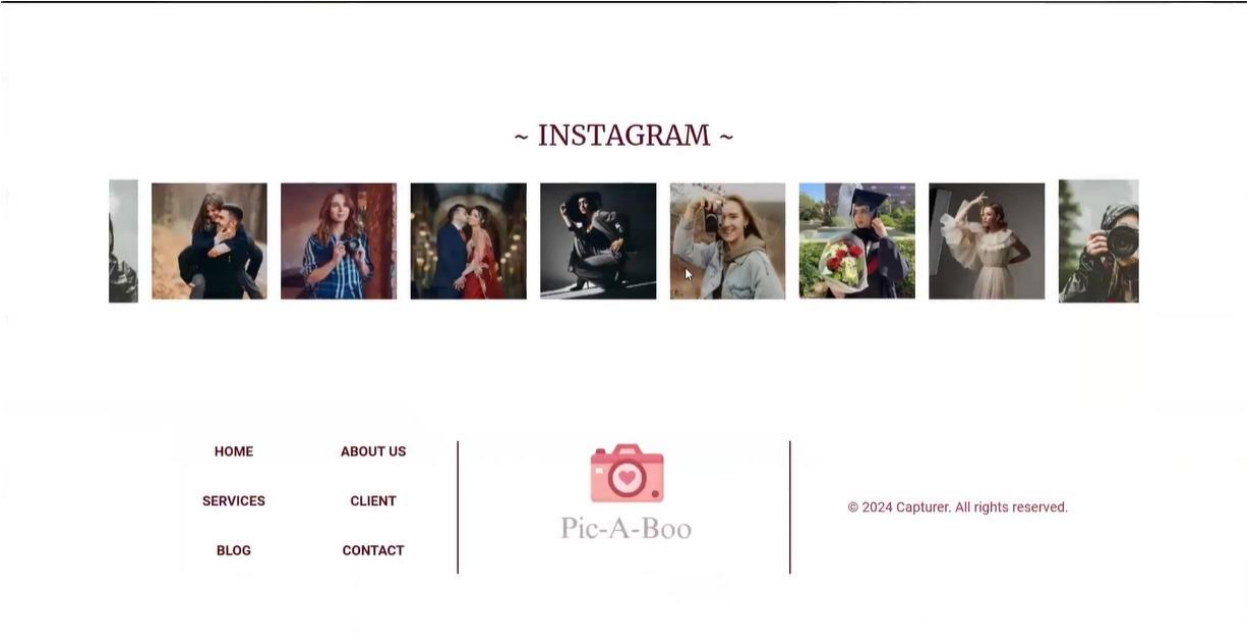 ~ INSTAGRAM ~
HOME
ABOUT US
SERVICES
CLIENT
BLOG
CONTACT
Pic-A-Boo
© 2024 Capturer. All rights reserved.